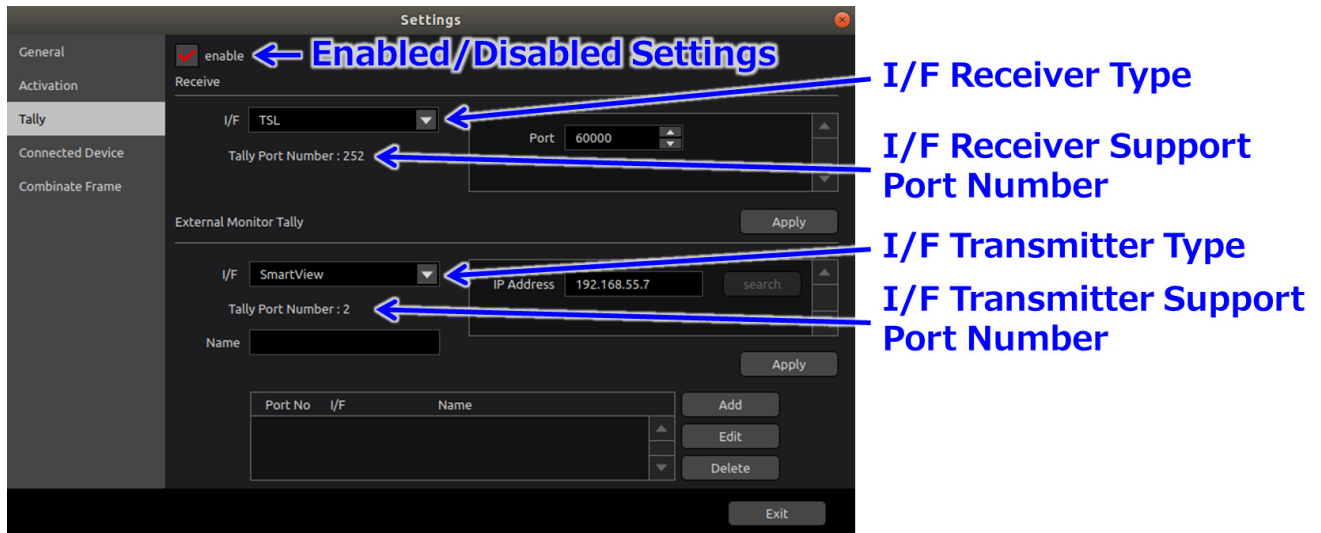 Settings
General
Activation
Tally
Connected Device
Combinate Frame
enable
Enabled/Disabled Settings
Receive
I/F TSL
Tally Port Number : 252
Port 60000
I/F Receiver Type
I/F Receiver Support
Port Number
External Monitor Tally
Apply
I/F SmartView
Tally Port Number : 2
Name
IP Address 192.168.55.7 search
I/F Transmitter Type
I/F Transmitter Support
Port Number
Apply
Port No I/F Name
Add
Edit
Delete
Exit